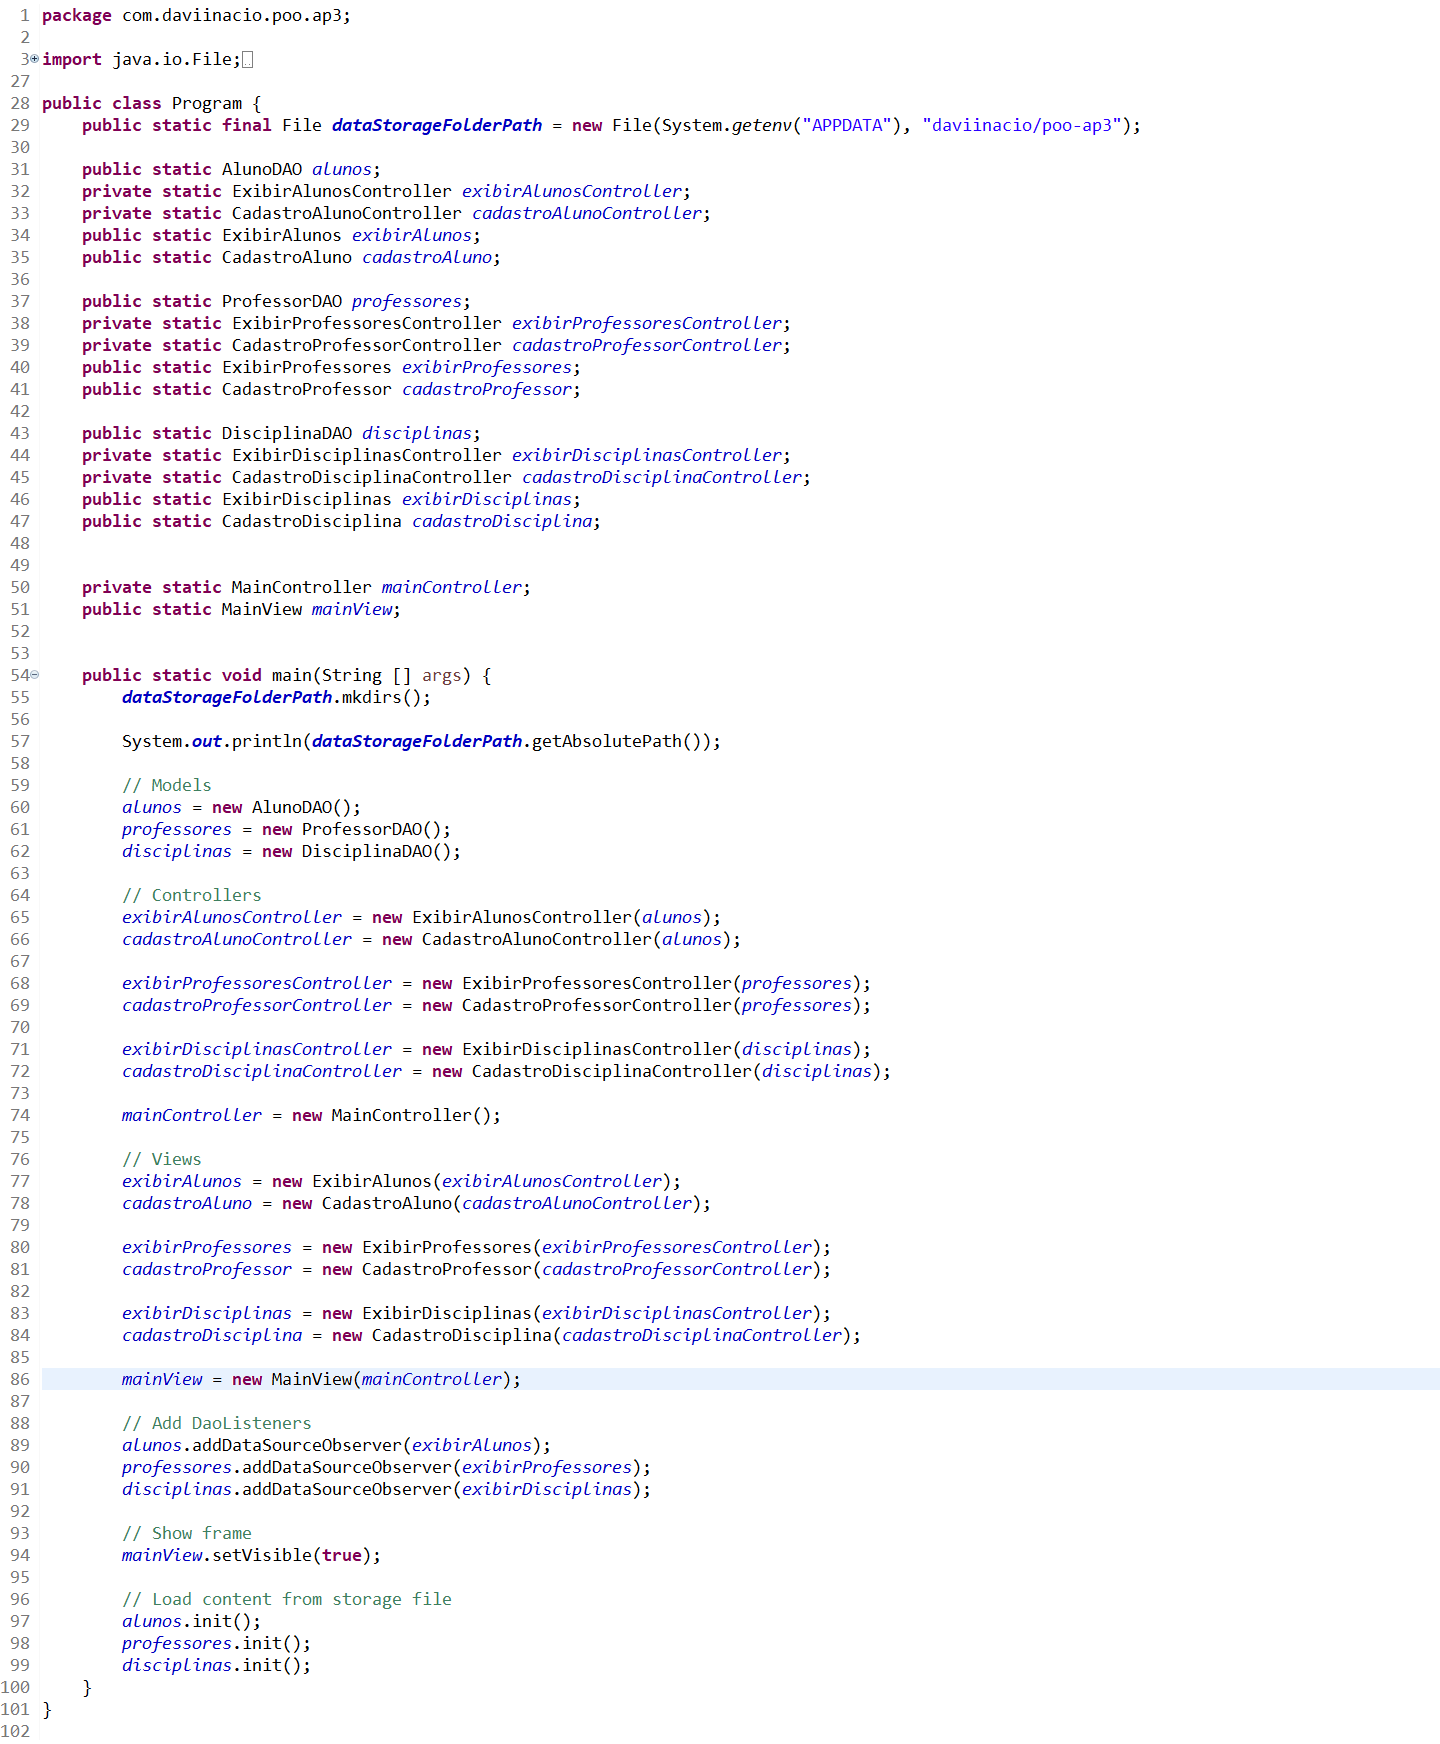 1 package com.daviinacio.poo.ap3;
2
3 import java.io.File;
27
28 public class Program {
29     public static final File dataStorageFolderPath = new File(System.getenv("APPDATA"), "daviinacio/poo-ap3");
30
31     public static AlunoDAO alunos;
32     private static ExibirAlunosController exibirAlunosController;
33     private static CadastroAlunoController cadastroAlunoController;
34     public static ExibirAlunos exibirAlunos;
35     public static CadastroAluno cadastroAluno;
36
37     public static ProfessorDAO professores;
38     private static ExibirProfessoresController exibirProfessoresController;
39     private static CadastroProfessorController cadastroProfessorController;
40     public static ExibirProfessores exibirProfessores;
41     public static CadastroProfessor cadastroProfessor;
42
43     public static DisciplinaDAO disciplinas;
44     private static ExibirDisciplinasController exibirDisciplinasController;
45     private static CadastroDisciplinaController cadastroDisciplinaController;
46     public static ExibirDisciplinas exibirDisciplinas;
47     public static CadastroDisciplina cadastroDisciplina;
48
49
50     private static MainController mainController;
51     public static MainView mainView;
52
53
54     public static void main(String [] args) {
55         dataStorageFolderPath.mkdirs();
56
57         System.out.println(dataStorageFolderPath.getAbsolutePath());
58
59         // Models
60         alunos = new AlunoDAO();
61         professores = new ProfessorDAO();
62         disciplinas = new DisciplinaDAO();
63
64         // Controllers
65         exibirAlunosController = new ExibirAlunosController(alunos);
66         cadastroAlunoController = new CadastroAlunoController(alunos);
67
68         exibirProfessoresController = new ExibirProfessoresController(professores);
69         cadastroProfessorController = new CadastroProfessorController(professores);
70
71         exibirDisciplinasController = new ExibirDisciplinasController(disciplinas);
72         cadastroDisciplinaController = new CadastroDisciplinaController(disciplinas);
73
74         mainController = new MainController();
75
76         // Views
77         exibirAlunos = new ExibirAlunos(exibirAlunosController);
78         cadastroAluno = new CadastroAluno(cadastroAlunoController);
79
80         exibirProfessores = new ExibirProfessores(exibirProfessoresController);
81         cadastroProfessor = new CadastroProfessor(cadastroProfessorController);
82
83         exibirDisciplinas = new ExibirDisciplinas(exibirDisciplinasController);
84         cadastroDisciplina = new CadastroDisciplina(cadastroDisciplinaController);
85
86         mainView = new MainView(mainController);
87
88         // Add DaoListeners
89         alunos.addDataSourceObserver(exibirAlunos);
90         professores.addDataSourceObserver(exibirProfessores);
91         disciplinas.addDataSourceObserver(exibirDisciplinas);
92
93         // Show frame
94         mainView.setVisible(true);
95
96         // Load content from storage file
97         alunos.init();
98         professores.init();
99         disciplinas.init();
100     }
101 }
102